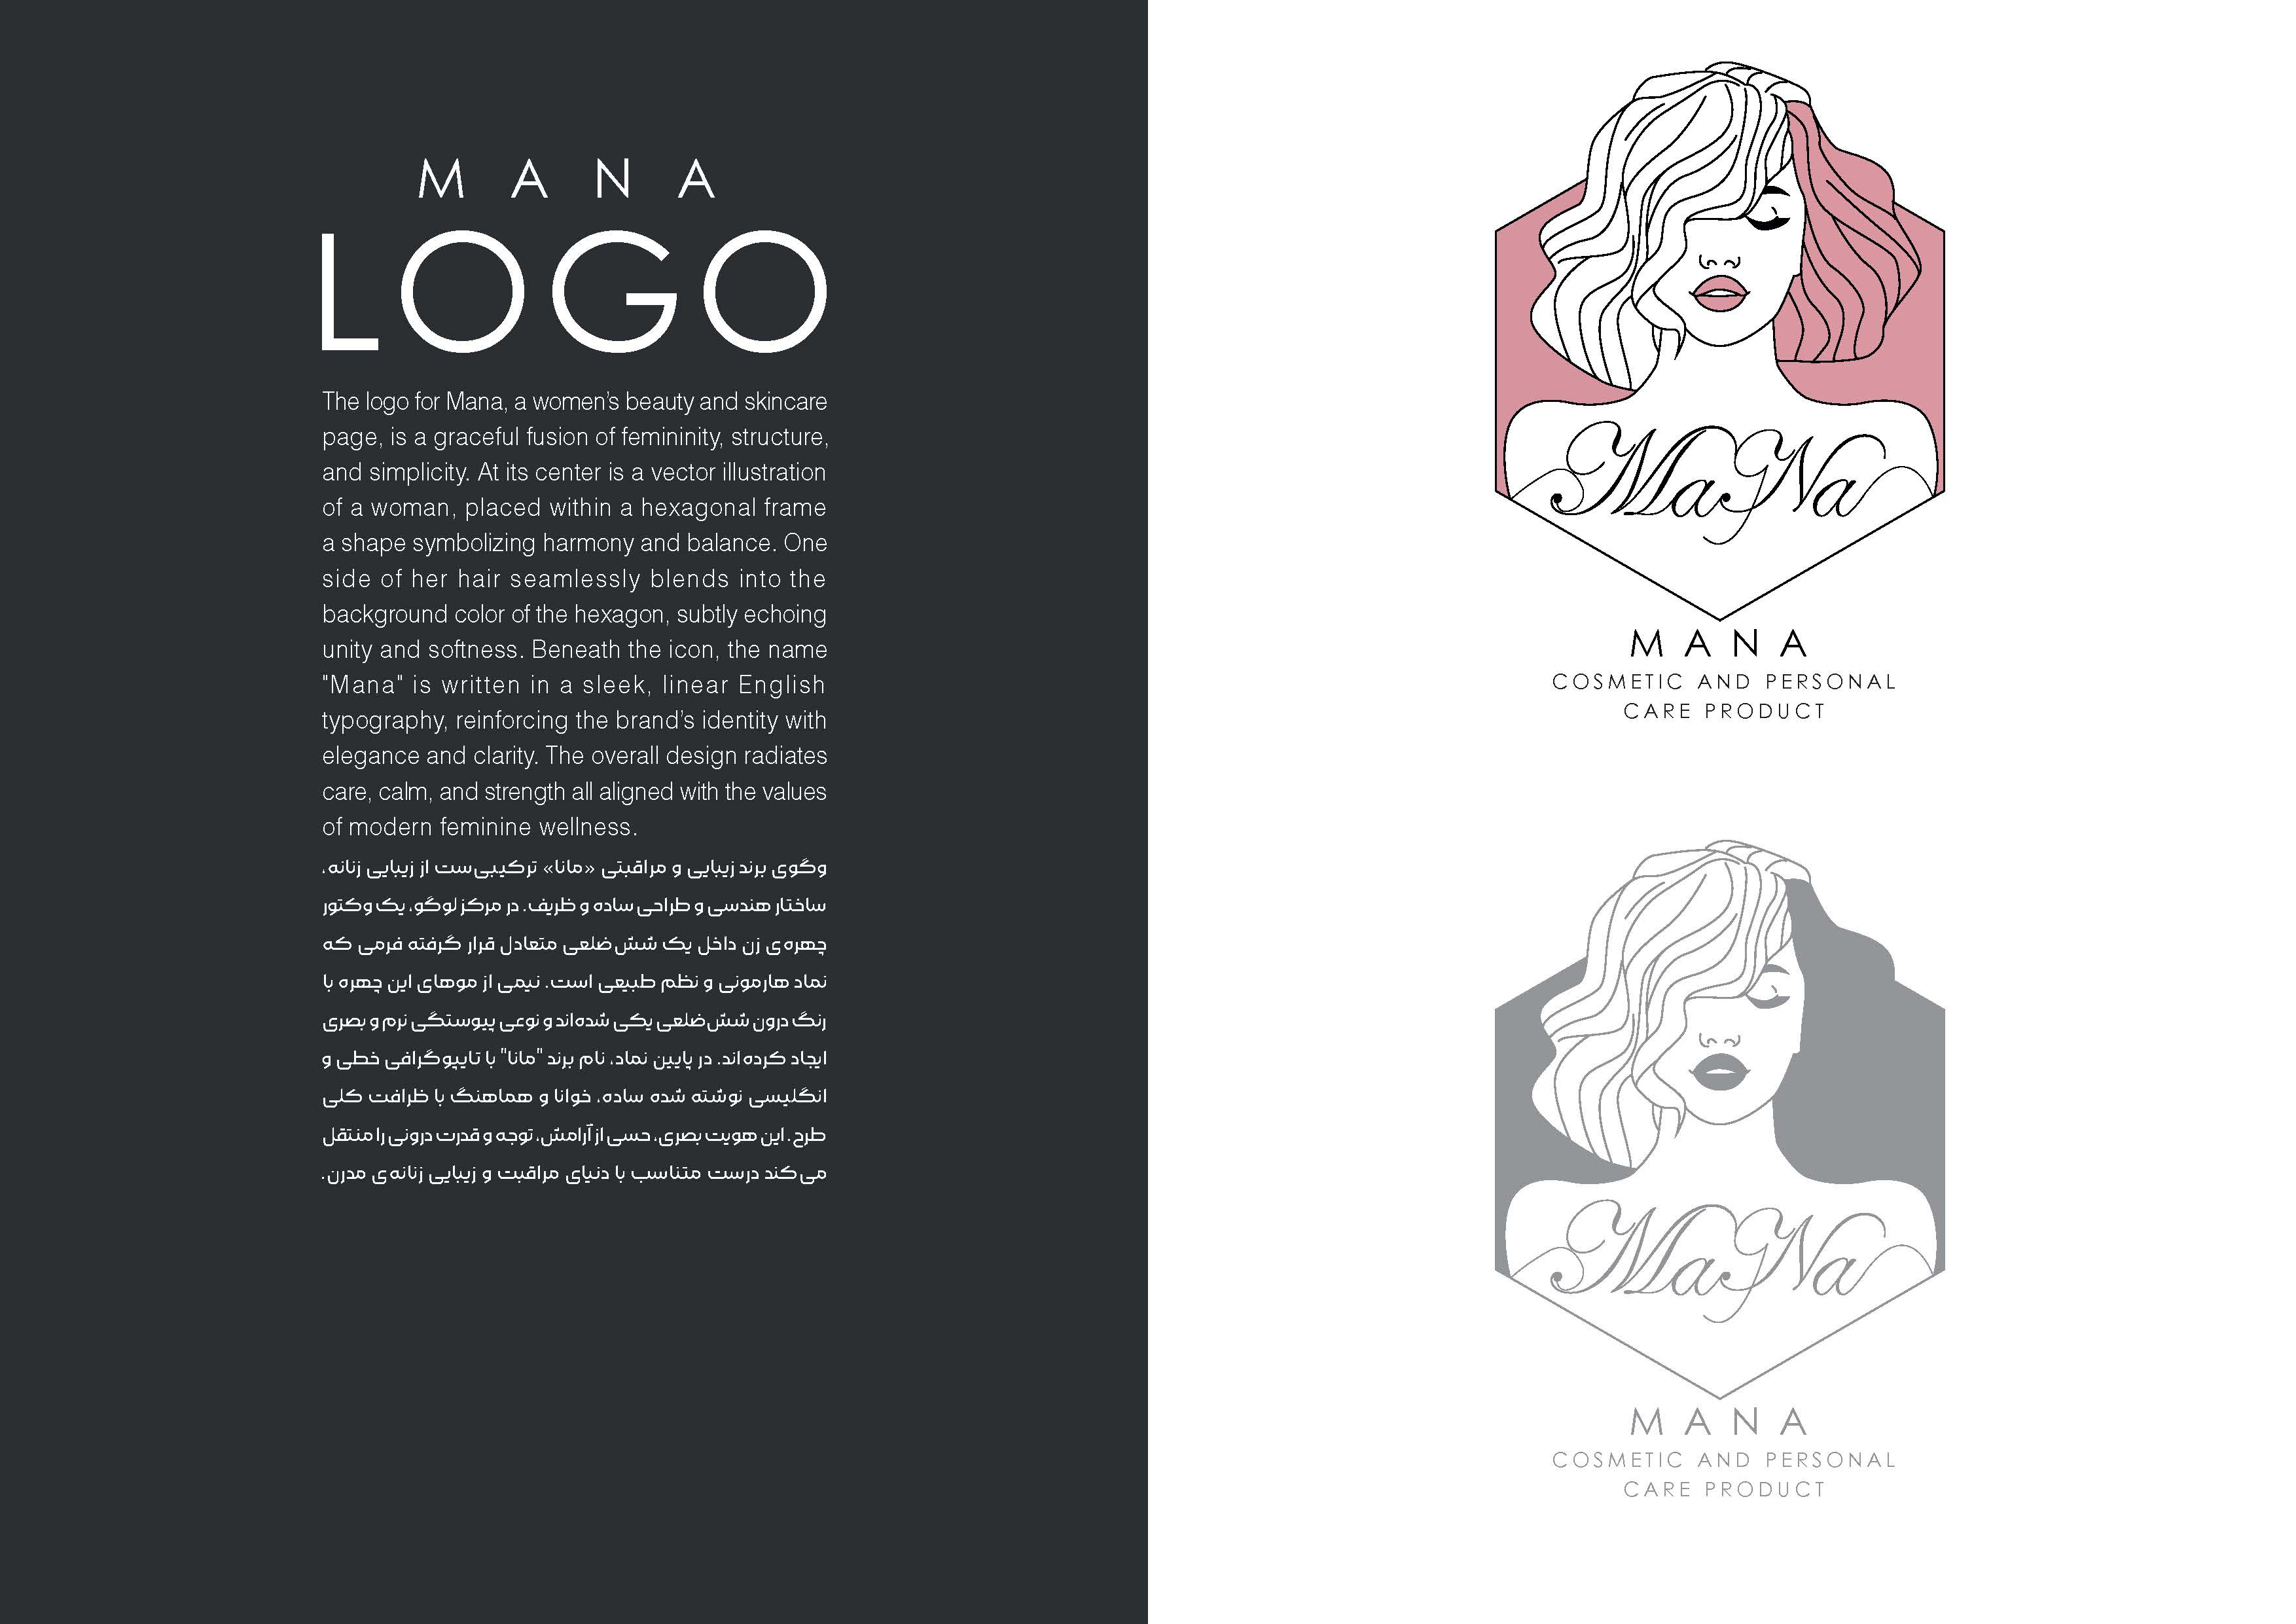 MANA
LOGO
The logo for Mana, a women's beauty and skincare
page, is a graceful fusion of femininity, structure,
and simplicity. At its center is a vector illustration
of a woman, placed within a hexagonal frame
a shape symbolizing harmony and balance. One
side of her hair seamlessly blends into the
background color of the hexagon, subtly echoing
unity and softness. Beneath the icon, the name
"Mana" is written in a sleek, linear English
typography, reinforcing the brand's identity with
elegance and clarity. The overall design radiates
care, calm, and strength all aligned with the values
of modern feminine wellness.
وگوی برند زیبایی و مراقبتی «مانا» ترکیبی‌ست از زیبایی زنانه،
ساختار هندسی و طراحی ساده و ظریف. در مرکز لوگو، یک وکتور
چهره‌ی زن داخل یک شش‌ضلعی متعادل قرار گرفته فرمی که
نماد هارمونی و نظم طبیعی است. نیمی از موهای این چهره با
رنگ درون شش‌ضلعی یکی شده‌اند و نوعی پیوستگی نرم و بصری
ایجاد کرده‌اند. در پایین نماد، نام برند "مانا" با تایپوگرافی خطی و
انگلیسی نوشته شده ساده، خوانا و هماهنگ با ظرافت کلی
طرح. این هویت بصری، حسی از آرامش، توجه و قدرت درونی را منتقل
می‌کند درست متناسب با دنیای مراقبت و زیبایی زنانه‌ی مدرن.
MaNa
MANA
COSMETIC AND PERSONAL
CARE PRODUCT
MaNa
MANA
COSMETIC AND PERSONAL
CARE PRODUCT